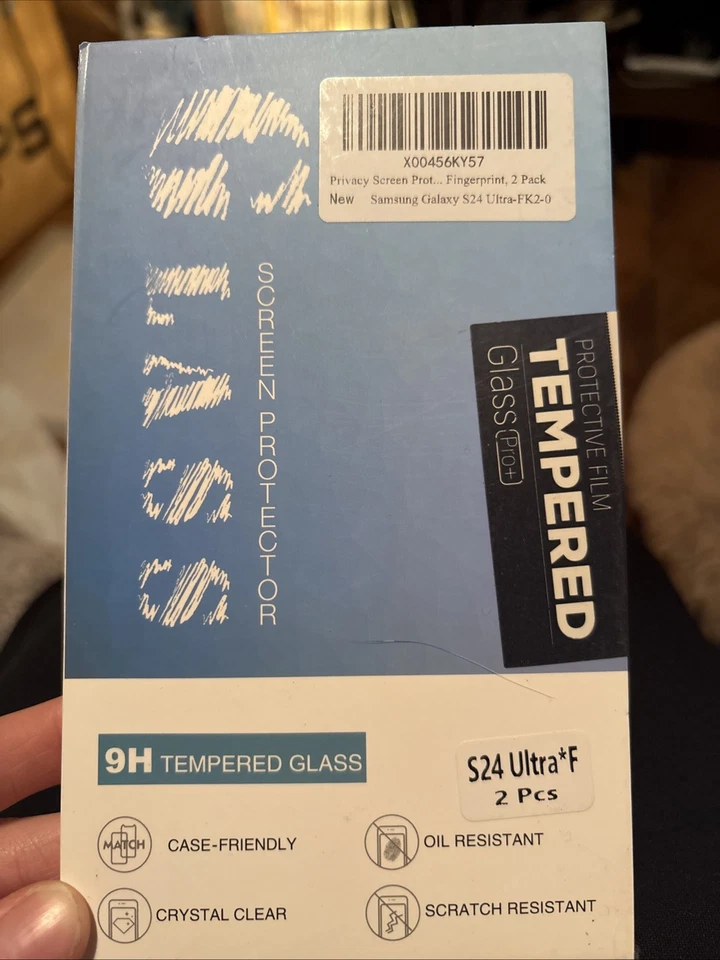 X00456KY57
Privacy Screen Prot... Fingerprint, 2 Pack
New Samsung Galaxy S24 Ultra-FK2-0
GLASS
SCREEN PROTECTOR
PROTECTIVE FILM
TEMPERED
Glass Pro+
9H TEMPERED GLASS
S24 Ultra*F
2 Pcs
MATCH
CASE-FRIENDLY
OIL RESISTANT
CRYSTAL CLEAR
SCRATCH RESISTANT